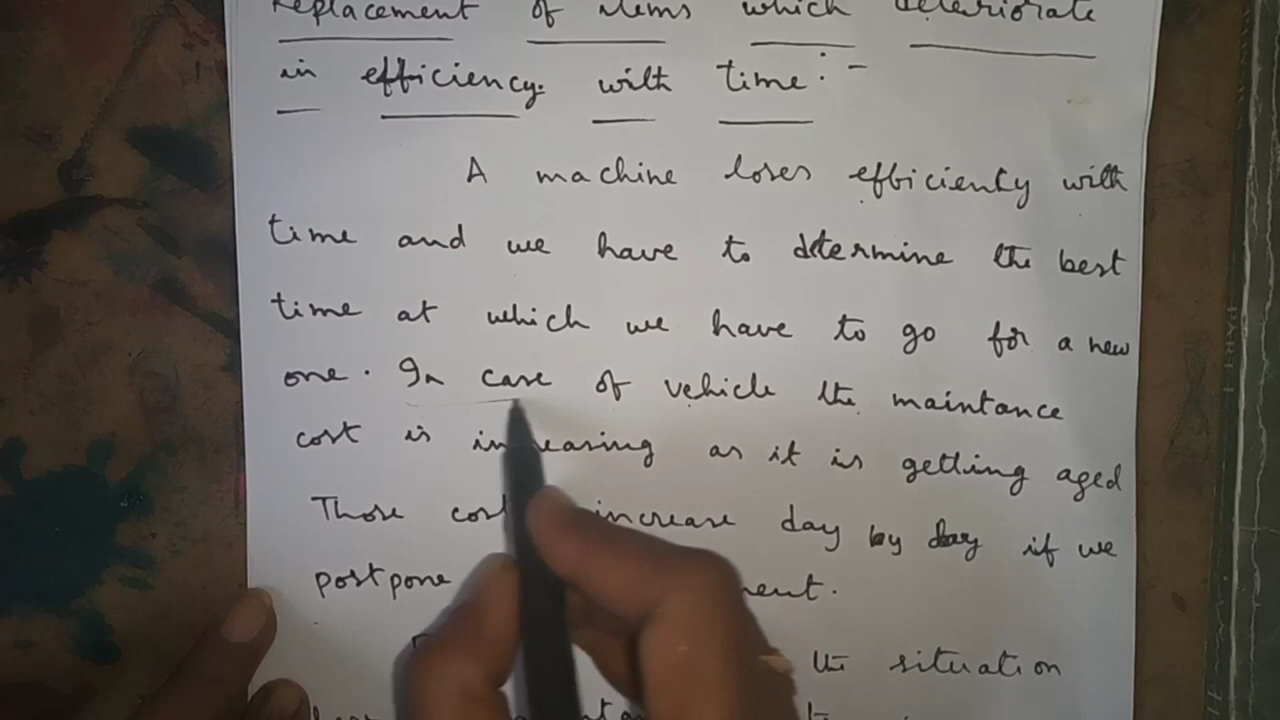 Replacement of items which deteriorate
in efficiency. with time :-
A machine loses efficienty with
time and we have to determine the best
time at which we have to go for a new
one. In case of vehicle the maintance
cost is increasing as it is getting aged
Those cost increase day by day if we
postpone
the situation